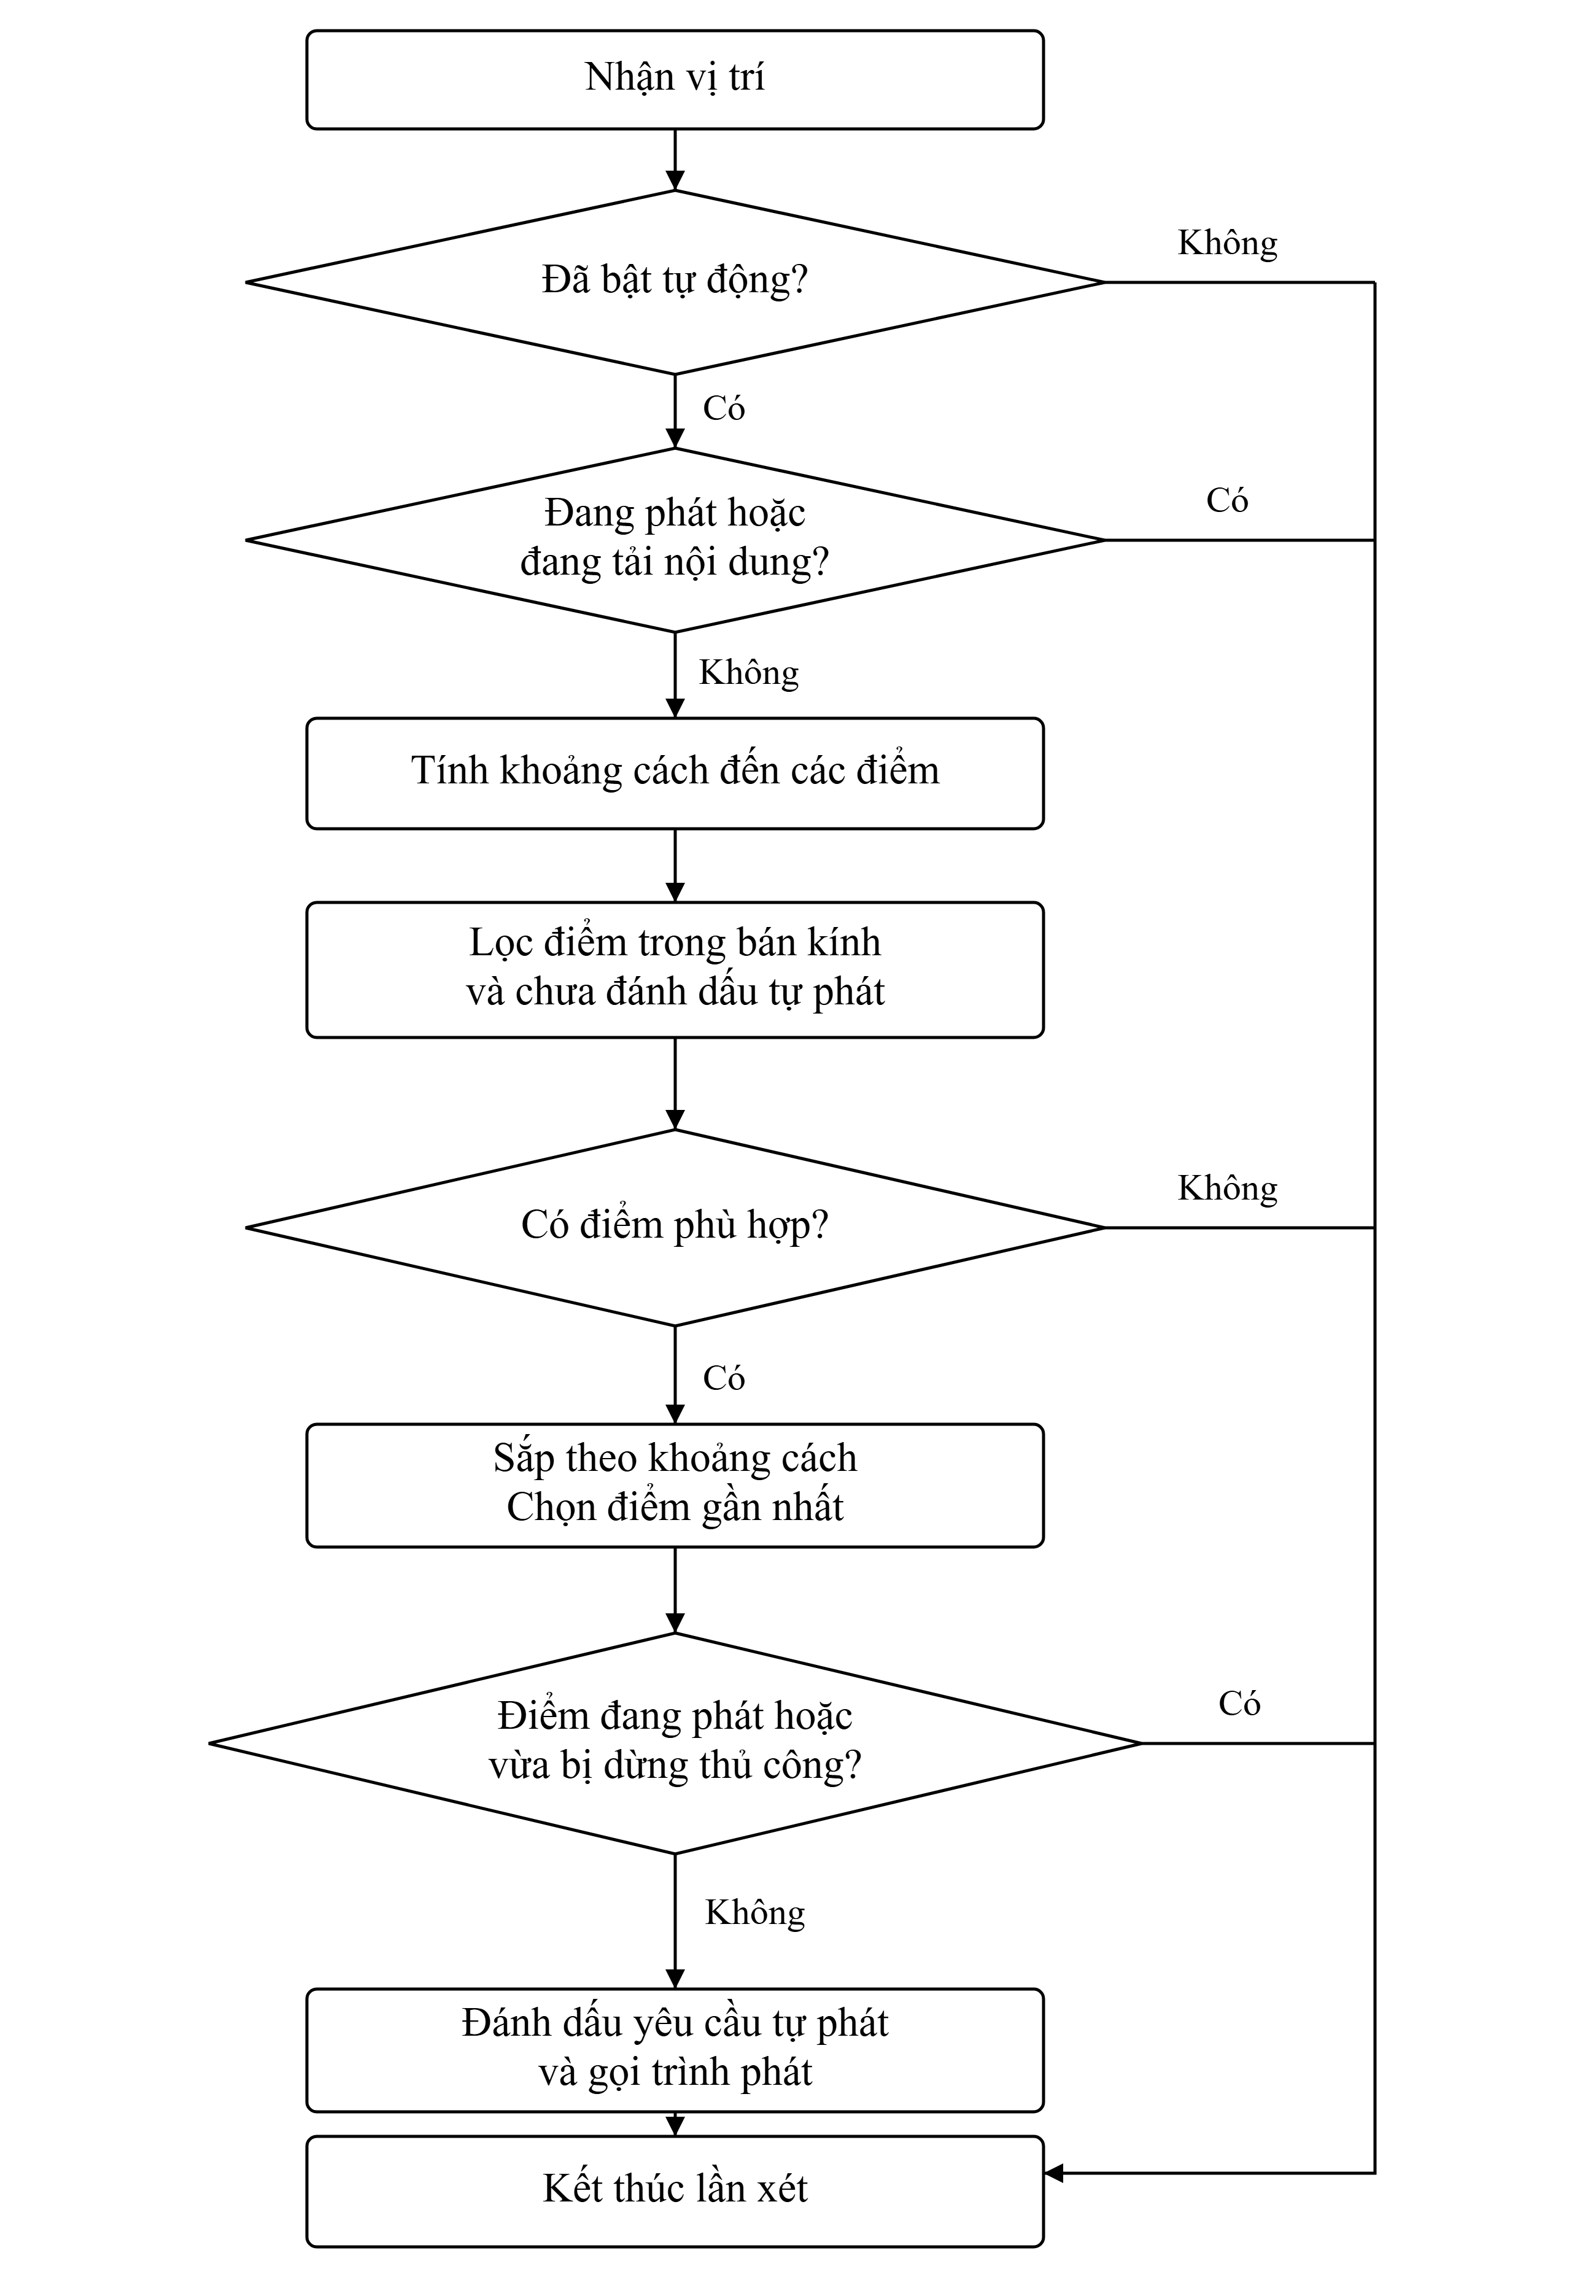 Nhận vị trí
Đã bật tự động?
Không
Có
Đang phát hoặc
đang tải nội dung?
Có
Không
Tính khoảng cách đến các điểm
Lọc điểm trong bán kính
và chưa đánh dấu tự phát
Có điểm phù hợp?
Không
Có
Sắp theo khoảng cách
Chọn điểm gần nhất
Điểm đang phát hoặc
vừa bị dừng thủ công?
Có
Không
Đánh dấu yêu cầu tự phát
và gọi trình phát
Kết thúc lần xét